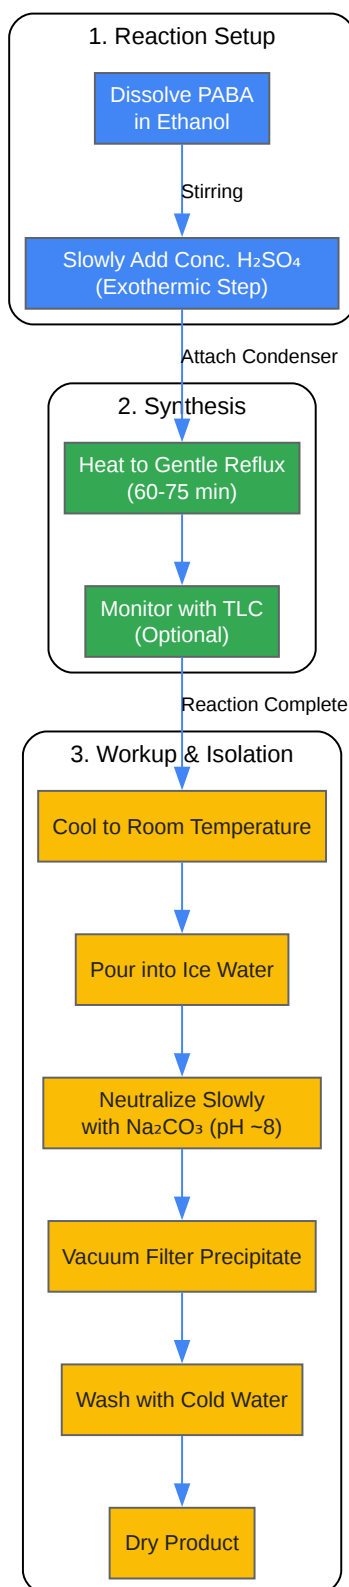 1. Reaction Setup
Dissolve PABA
in Ethanol
Stirring
Slowly Add Conc. H₂SO₄
(Exothermic Step)
Attach Condenser
2. Synthesis
Heat to Gentle Reflux
(60-75 min)
Monitor with TLC
(Optional)
Reaction Complete
3. Workup & Isolation
Cool to Room Temperature
Pour into Ice Water
Neutralize Slowly
with Na₂CO₃ (pH ~8)
Vacuum Filter Precipitate
Wash with Cold Water
Dry Product